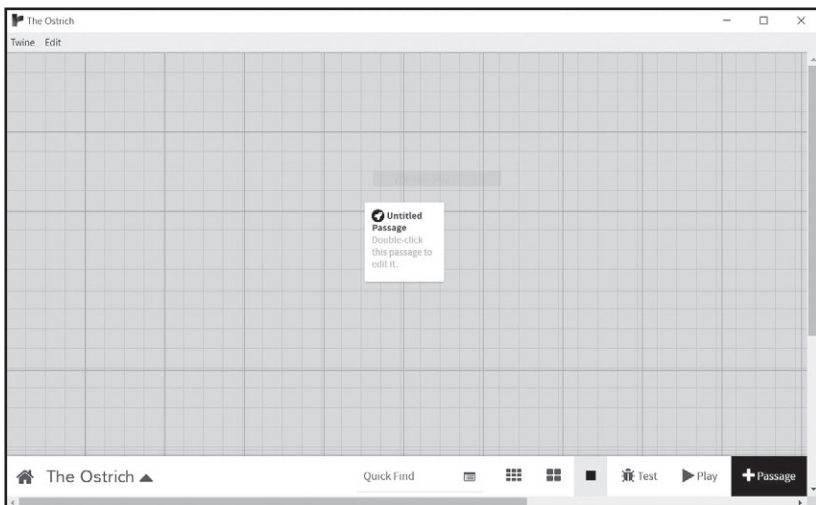 The Ostrich
Twine Edit
Untitled
Passage
Double-click
this passage to
edit it.
The Ostrich
Quick Find
Test
Play
Passage